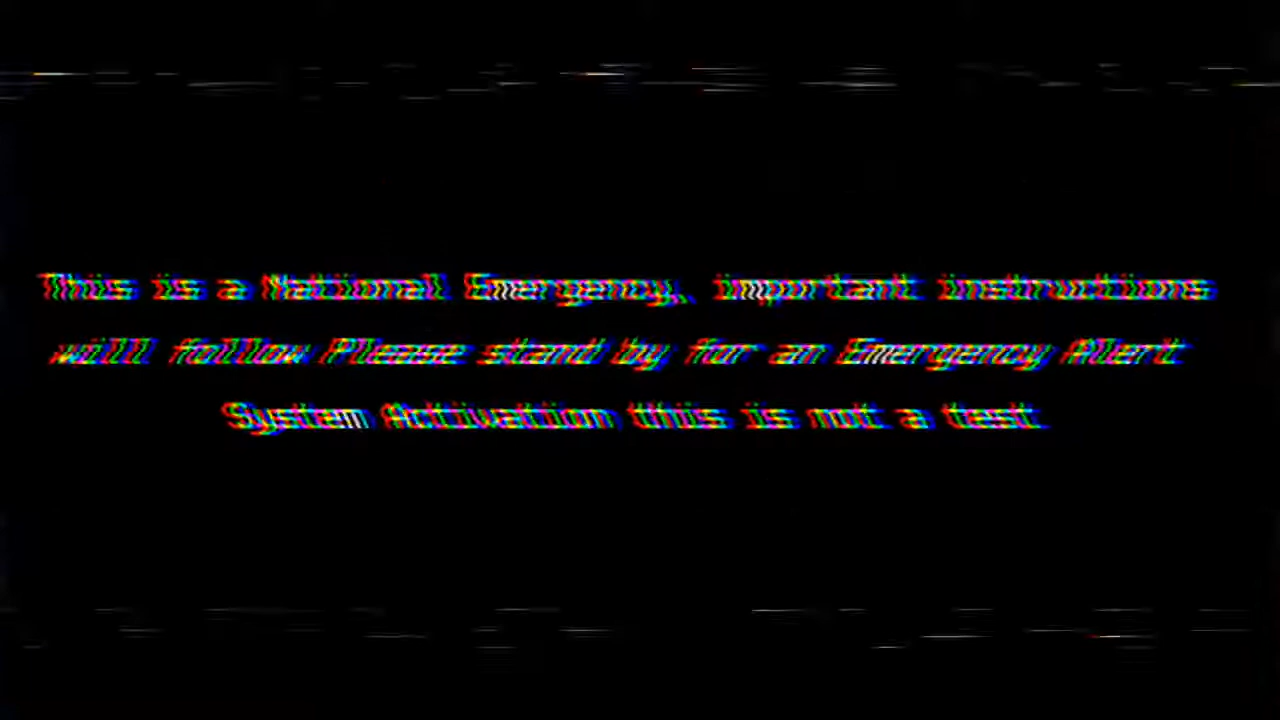 This is a National Emergency, important instructions
will follow Please stand by for an Emergency Alert
System Activation this is not a test